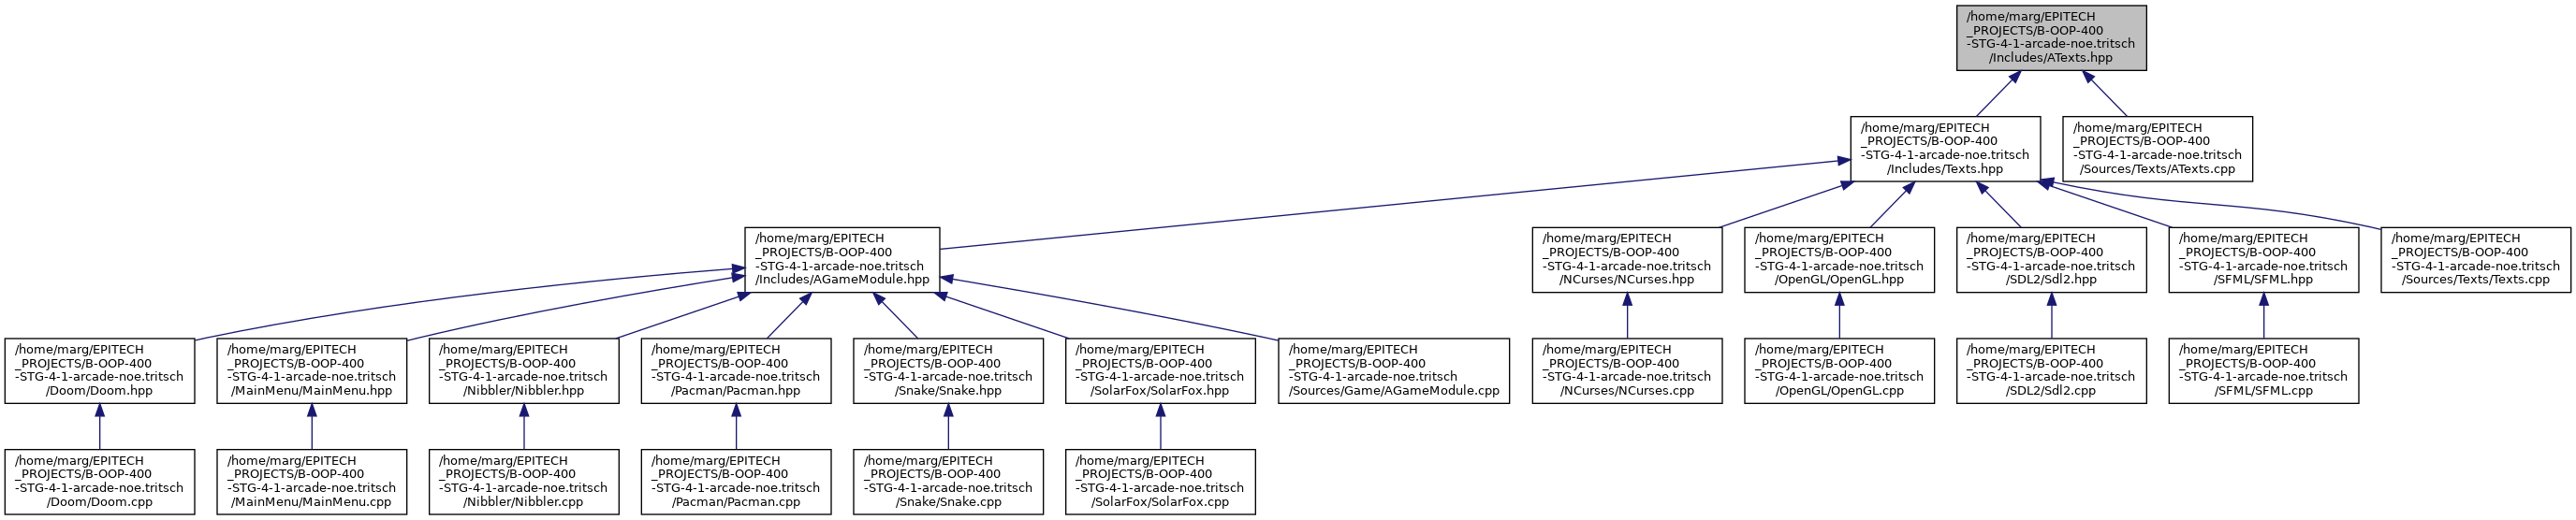 /home/marg/EPITECH
_PROJECTS/B-OOP-400
-STG-4-1-arcade-noe.tritsch
/Includes/ATexts.hpp
/home/marg/EPITECH
_PROJECTS/B-OOP-400
-STG-4-1-arcade-noe.tritsch
/Includes/Texts.hpp
/home/marg/EPITECH
_PROJECTS/B-OOP-400
-STG-4-1-arcade-noe.tritsch
/Sources/Texts/ATexts.cpp
/home/marg/EPITECH
_PROJECTS/B-OOP-400
-STG-4-1-arcade-noe.tritsch
/Includes/AGameModule.hpp
/home/marg/EPITECH
_PROJECTS/B-OOP-400
-STG-4-1-arcade-noe.tritsch
/NCurses/NCurses.hpp
/home/marg/EPITECH
_PROJECTS/B-OOP-400
-STG-4-1-arcade-noe.tritsch
/OpenGL/OpenGL.hpp
/home/marg/EPITECH
_PROJECTS/B-OOP-400
-STG-4-1-arcade-noe.tritsch
/SDL2/Sdl2.hpp
/home/marg/EPITECH
_PROJECTS/B-OOP-400
-STG-4-1-arcade-noe.tritsch
/SFML/SFML.hpp
/home/marg/EPITECH
_PROJECTS/B-OOP-400
-STG-4-1-arcade-noe.tritsch
/Sources/Texts/Texts.cpp
/home/marg/EPITECH
_PROJECTS/B-OOP-400
-STG-4-1-arcade-noe.tritsch
/Doom/Doom.hpp
/home/marg/EPITECH
_PROJECTS/B-OOP-400
-STG-4-1-arcade-noe.tritsch
/MainMenu/MainMenu.hpp
/home/marg/EPITECH
_PROJECTS/B-OOP-400
-STG-4-1-arcade-noe.tritsch
/Nibbler/Nibbler.hpp
/home/marg/EPITECH
_PROJECTS/B-OOP-400
-STG-4-1-arcade-noe.tritsch
/Pacman/Pacman.hpp
/home/marg/EPITECH
_PROJECTS/B-OOP-400
-STG-4-1-arcade-noe.tritsch
/Snake/Snake.hpp
/home/marg/EPITECH
_PROJECTS/B-OOP-400
-STG-4-1-arcade-noe.tritsch
/SolarFox/SolarFox.hpp
/home/marg/EPITECH
_PROJECTS/B-OOP-400
-STG-4-1-arcade-noe.tritsch
/Sources/Game/AGameModule.cpp
/home/marg/EPITECH
_PROJECTS/B-OOP-400
-STG-4-1-arcade-noe.tritsch
/NCurses/NCurses.cpp
/home/marg/EPITECH
_PROJECTS/B-OOP-400
-STG-4-1-arcade-noe.tritsch
/OpenGL/OpenGL.cpp
/home/marg/EPITECH
_PROJECTS/B-OOP-400
-STG-4-1-arcade-noe.tritsch
/SDL2/Sdl2.cpp
/home/marg/EPITECH
_PROJECTS/B-OOP-400
-STG-4-1-arcade-noe.tritsch
/SFML/SFML.cpp
/home/marg/EPITECH
_PROJECTS/B-OOP-400
-STG-4-1-arcade-noe.tritsch
/Doom/Doom.cpp
/home/marg/EPITECH
_PROJECTS/B-OOP-400
-STG-4-1-arcade-noe.tritsch
/MainMenu/MainMenu.cpp
/home/marg/EPITECH
_PROJECTS/B-OOP-400
-STG-4-1-arcade-noe.tritsch
/Nibbler/Nibbler.cpp
/home/marg/EPITECH
_PROJECTS/B-OOP-400
-STG-4-1-arcade-noe.tritsch
/Pacman/Pacman.cpp
/home/marg/EPITECH
_PROJECTS/B-OOP-400
-STG-4-1-arcade-noe.tritsch
/Snake/Snake.cpp
/home/marg/EPITECH
_PROJECTS/B-OOP-400
-STG-4-1-arcade-noe.tritsch
/SolarFox/SolarFox.cpp